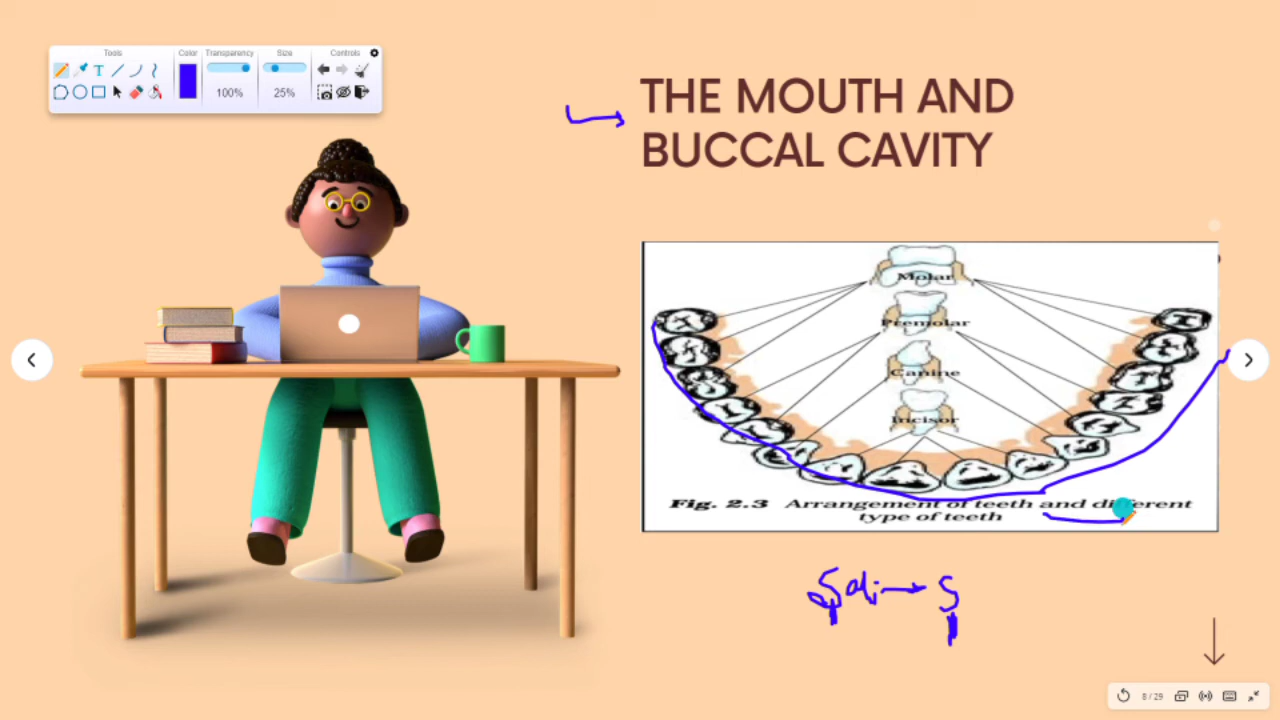 Tools
Color
Transparency
Size
Controls
T
100%
25%
THE MOUTH AND
BUCCAL CAVITY
Molar
Premolar
Canine
Incisor
Fig. 2.3 Arrangement of teeth and different
type of teeth
8 / 29